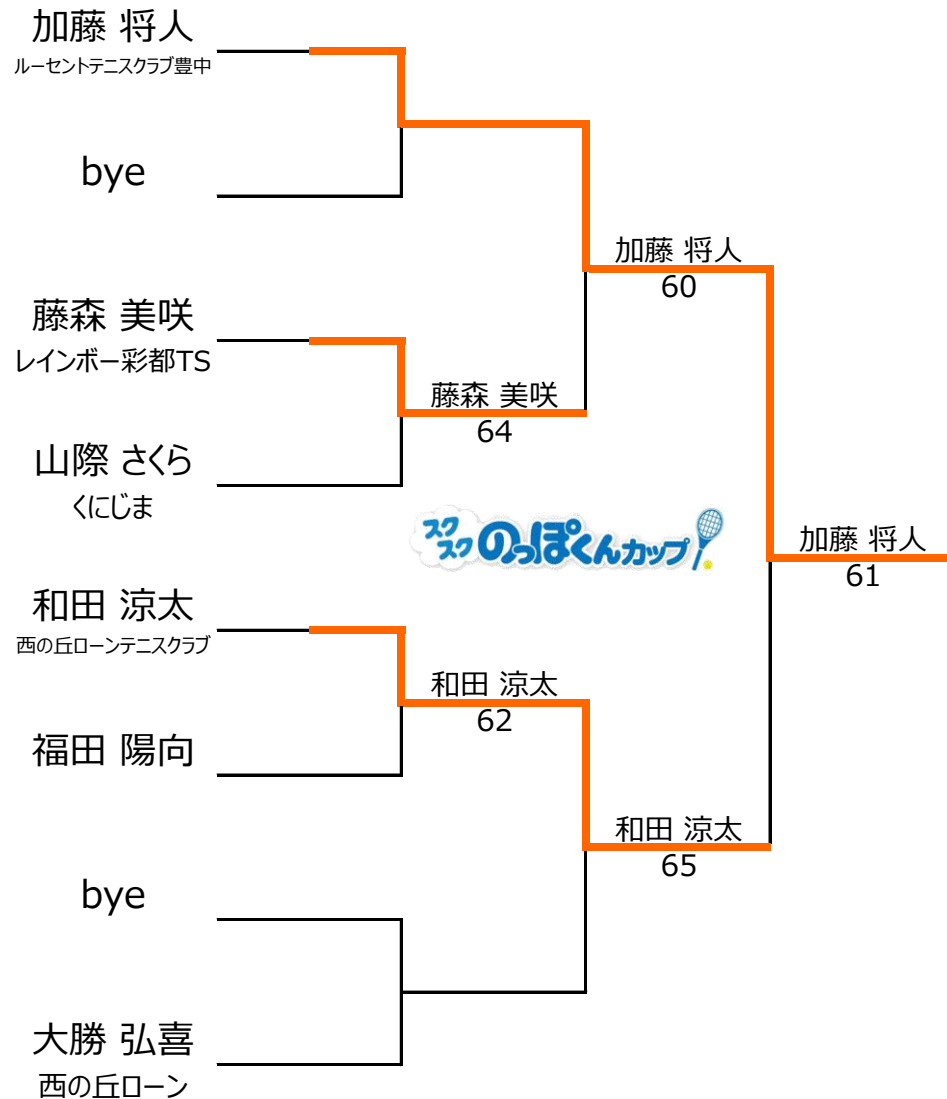 加藤 将人
ルーセントテニスクラブ豊中
bye
加藤 将人
60
藤森 美咲
レインボー彩都TS
藤森 美咲
64
山際 さくら
くにじま
スクスクのっぽくんカップ!
加藤 将人
61
和田 涼太
西の丘ローンテニスクラブ
和田 涼太
62
福田 陽向
和田 涼太
65
bye
大勝 弘喜
西の丘ローン